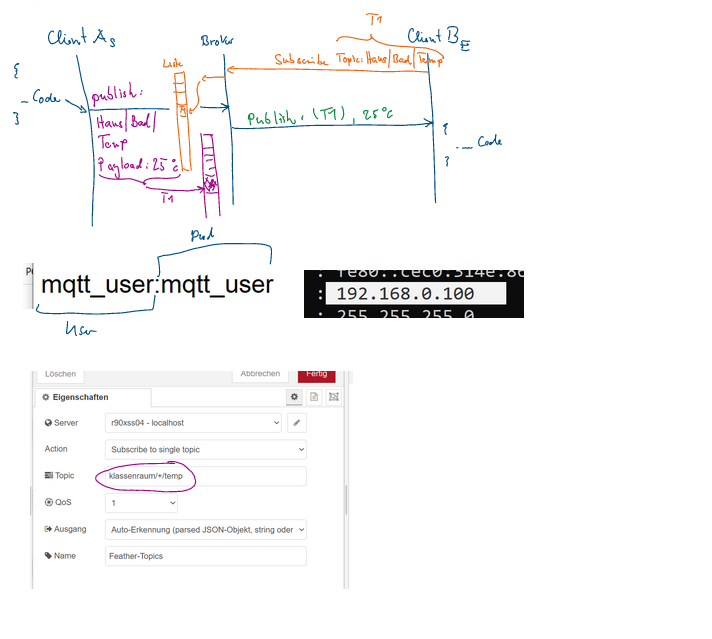 T1
Client A_S
Broker
Client B_E
Liste
Subscribe Topic: Haus/Bad/Temp
{
_ Code
}
publish:
Haus/Bad/
Temp
Payload: 25°C
T1
Publish: (T1), 25°C
{
_ Code
}
Pwd
mqtt_user:mqtt_user
User
: fe80::cec0:314e:8c
: 192.168.0.100
: 255.255.255.0
Löschen
Abbrechen
Fertig
Eigenschaften
Server
r90xss04 - localhost
Action
Subscribe to single topic
Topic
klassenraum/+/temp
QoS
1
Ausgang
Auto-Erkennung (parsed JSON-Objekt, string oder
Name
Feather-Topics